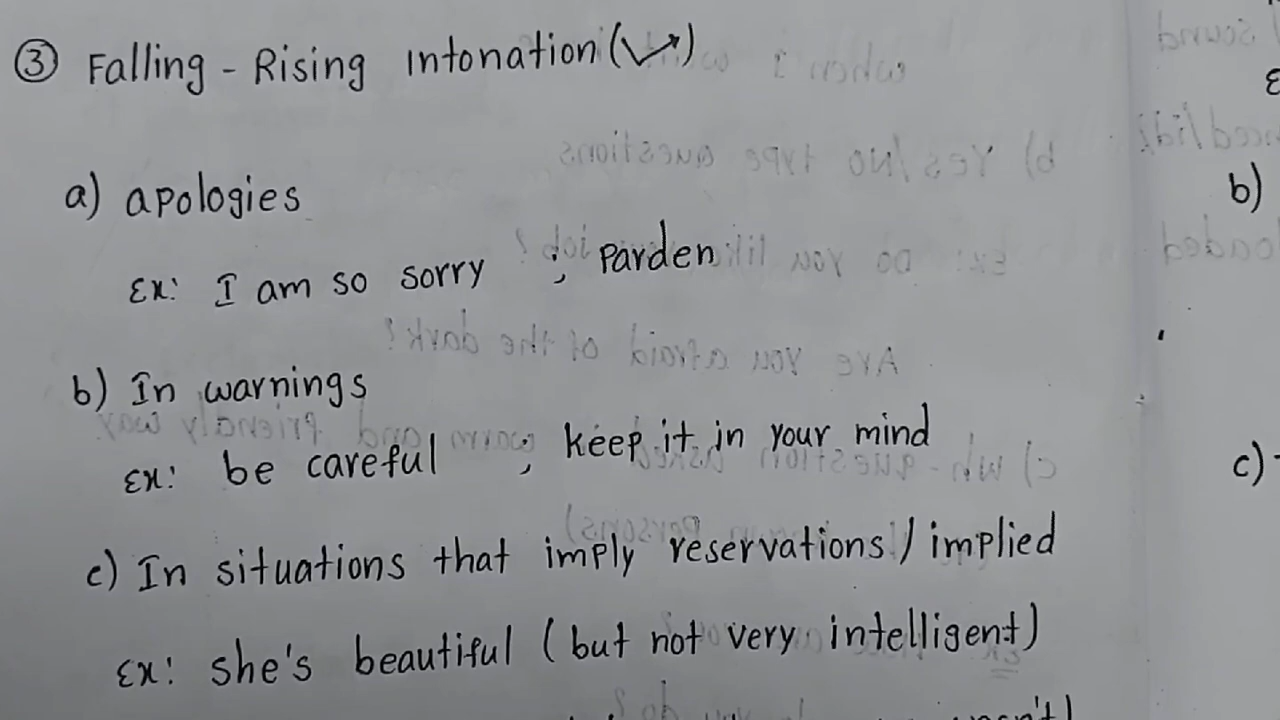 ③ Falling - Rising Intonation (↘↗)
a) apologies
Ex: I am so sorry , Parden
b) In warnings
Ex: be careful , keep it in your mind
c) In situations that imply reservations / implied
Ex: she's beautiful (but not very intelligent)
b)
c)